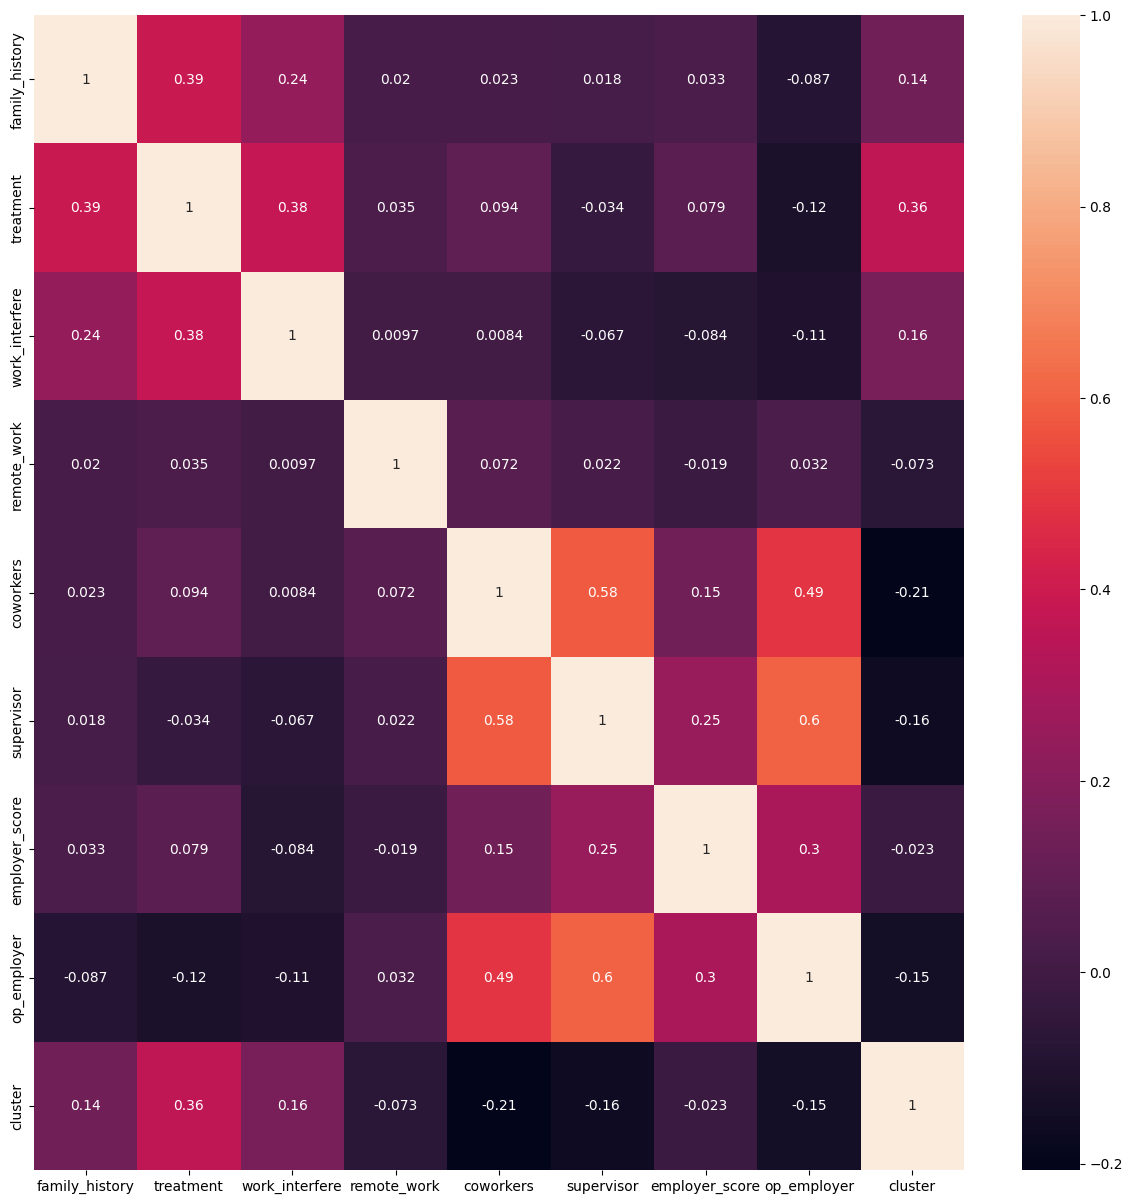 family_history 1 0.39 0.24 0.02 0.023 0.018 0.033 -0.087 0.14
treatment 0.39 1 0.38 0.035 0.094 -0.034 0.079 -0.12 0.36
work_interfere 0.24 0.38 1 0.0097 0.0084 -0.067 -0.084 -0.11 0.16
remote_work 0.02 0.035 0.0097 1 0.072 0.022 -0.019 0.032 -0.073
coworkers 0.023 0.094 0.0084 0.072 1 0.58 0.15 0.49 -0.21
supervisor 0.018 -0.034 -0.067 0.022 0.58 1 0.25 0.6 -0.16
employer_score 0.033 0.079 -0.084 -0.019 0.15 0.25 1 0.3 -0.023
op_employer -0.087 -0.12 -0.11 0.032 0.49 0.6 0.3 1 -0.15
cluster 0.14 0.36 0.16 -0.073 -0.21 -0.16 -0.023 -0.15 1
family_history treatment work_interfere remote_work coworkers supervisor employer_score op_employer cluster
1.0
0.8
0.6
0.4
0.2
0.0
−0.2